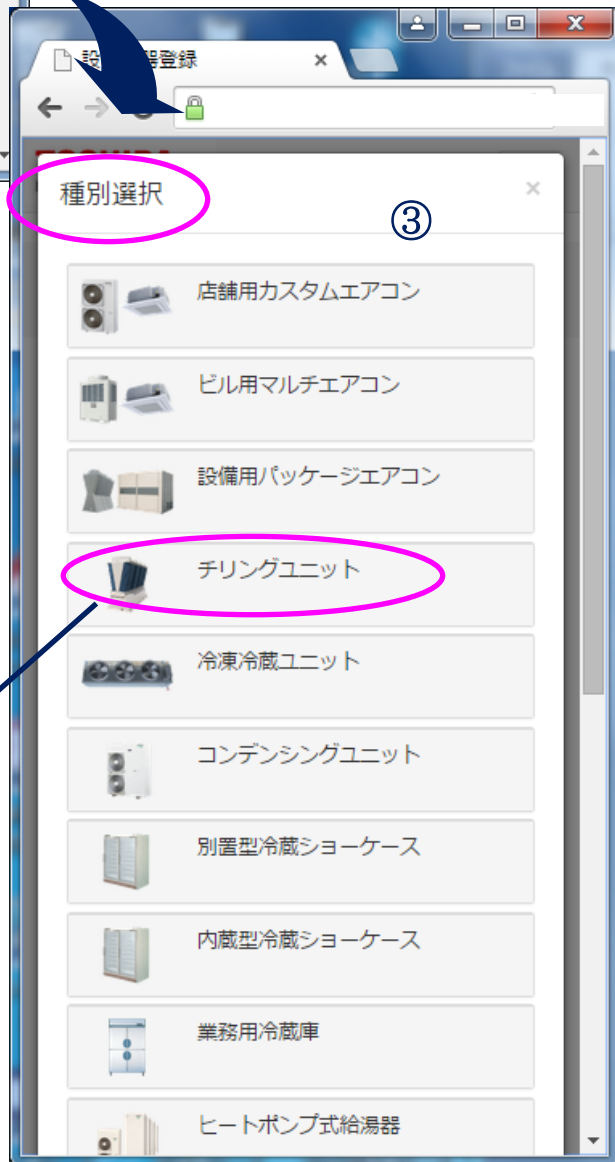 器登録
種別選択
③
店舗用カスタムエアコン
ビル用マルチエアコン
設備用パッケージエアコン
チリングユニット
冷凍冷蔵ユニット
コンデンシングユニット
別置型冷蔵ショーケース
内蔵型冷蔵ショーケース
業務用冷蔵庫
ヒートポンプ式給湯器